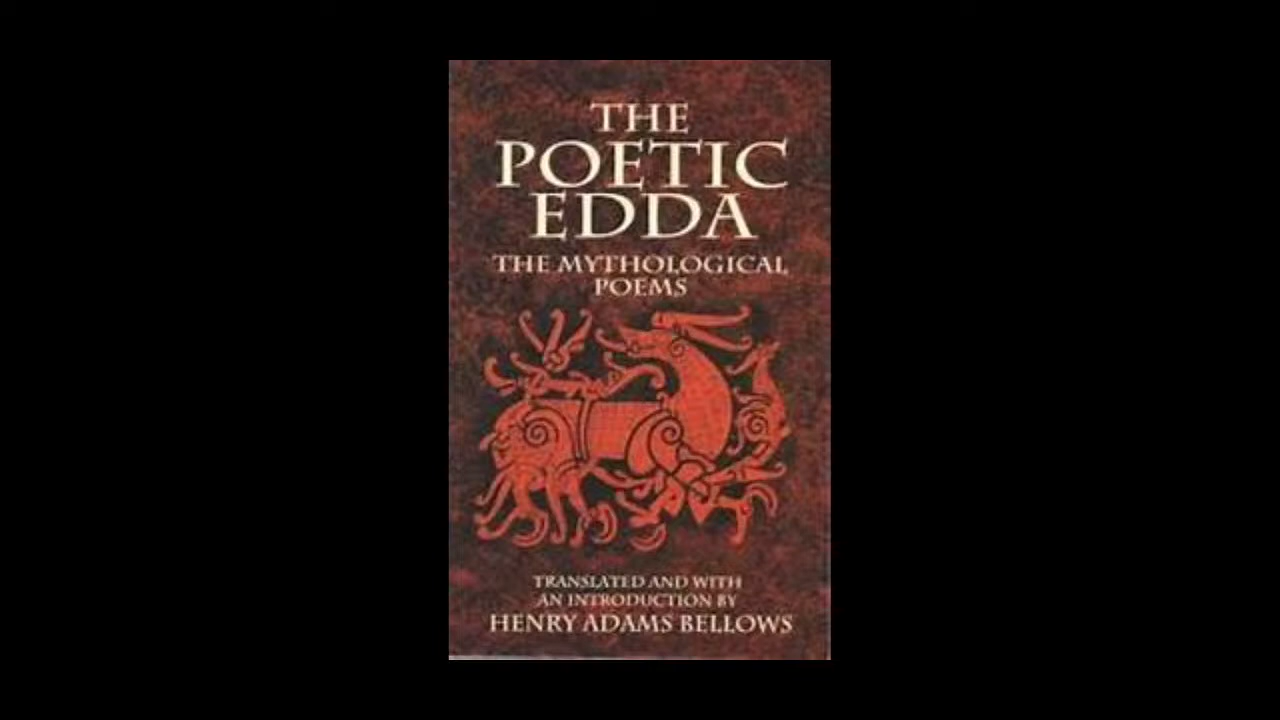 THE
POETIC
EDDA
THE MYTHOLOGICAL
POEMS
TRANSLATED AND WITH
AN INTRODUCTION BY
HENRY ADAMS BELLOWS